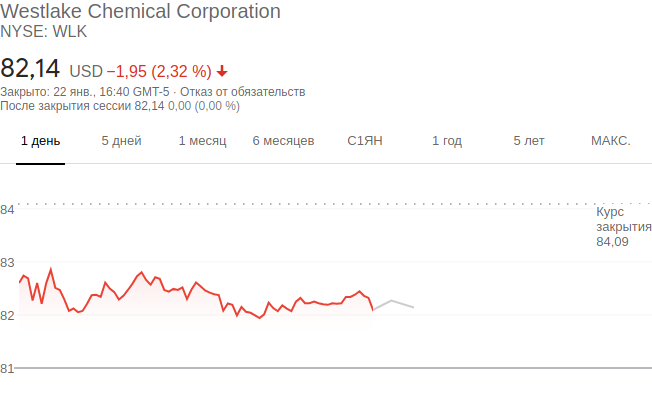 Westlake Chemical Corporation
NYSE: WLK
82,14 USD −1,95 (2,32 %)
Закрыто: 22 янв., 16:40 GMT-5 · Отказ от обязательств
После закрытия сессии 82,14 0,00 (0,00 %)
1 день 5 дней 1 месяц 6 месяцев С1ЯН 1 год 5 лет МАКС.
84
Курс
закрытия
84,09
83
82
81